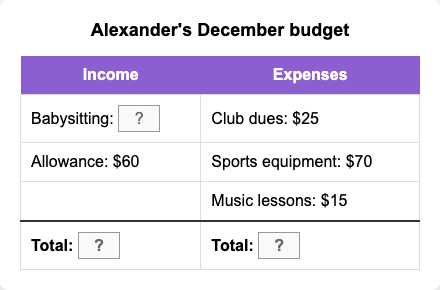 Alexander's December budget
Income Expenses
Babysitting: ? Club dues: $25
Allowance: $60 Sports equipment: $70
Music lessons: $15
Total: ? Total: ?